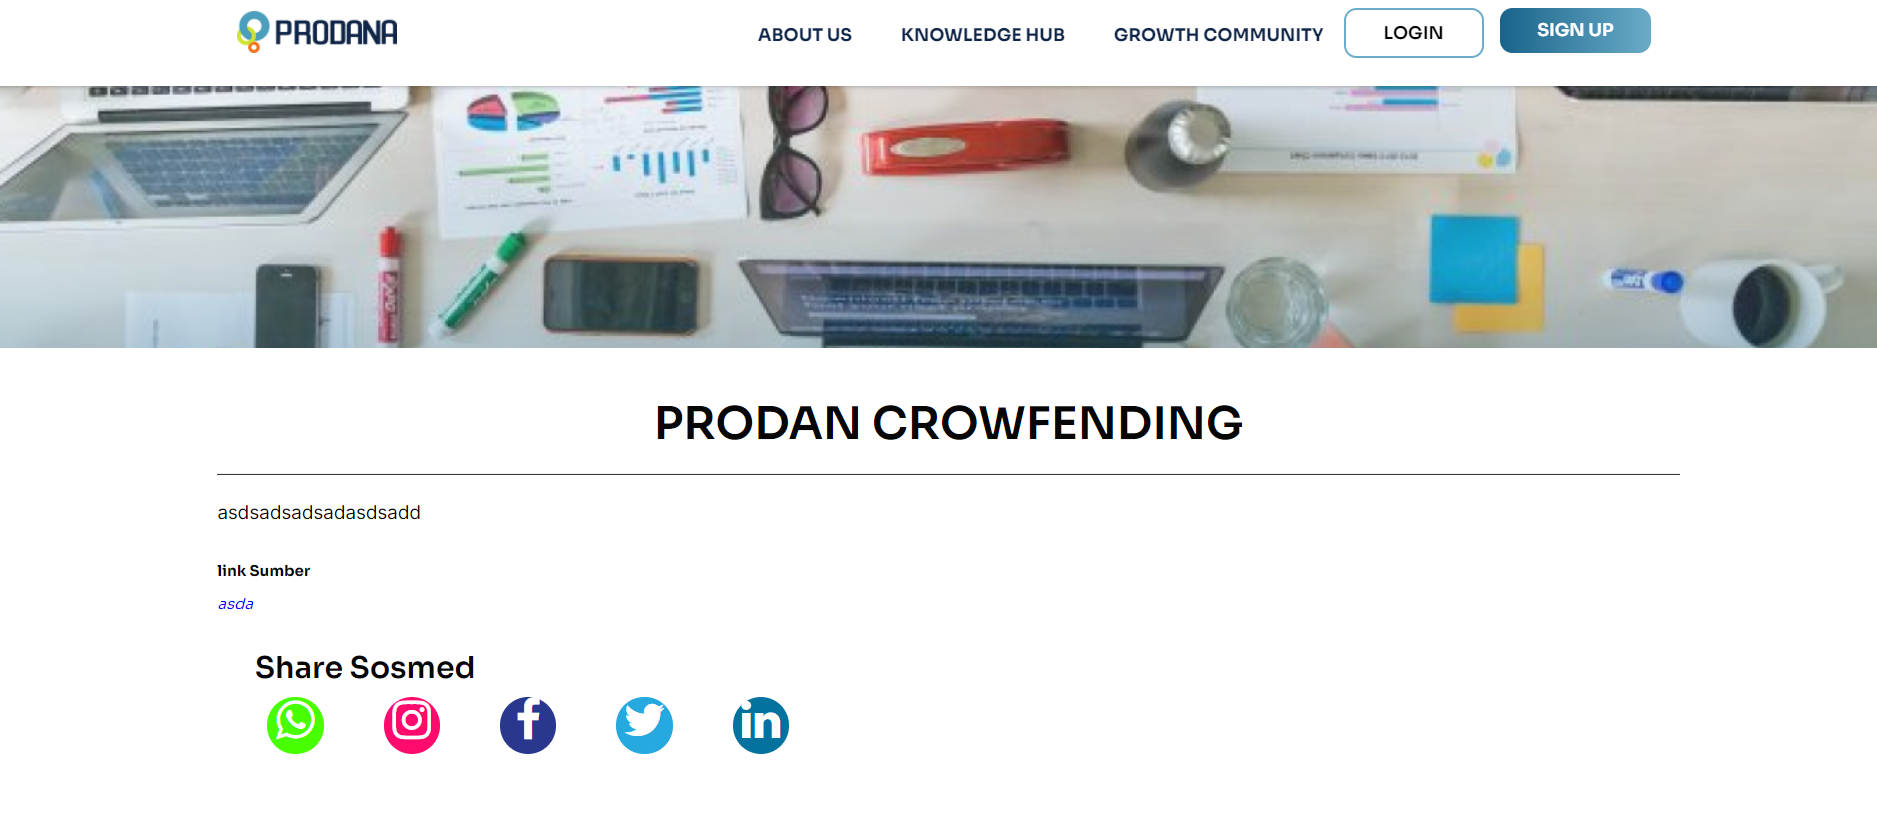 PRODANA
ABOUT US KNOWLEDGE HUB GROWTH COMMUNITY LOGIN SIGN UP
PRODAN CROWFENDING
asdsadsadsadasdsadd
link Sumber
asda
Share Sosmed